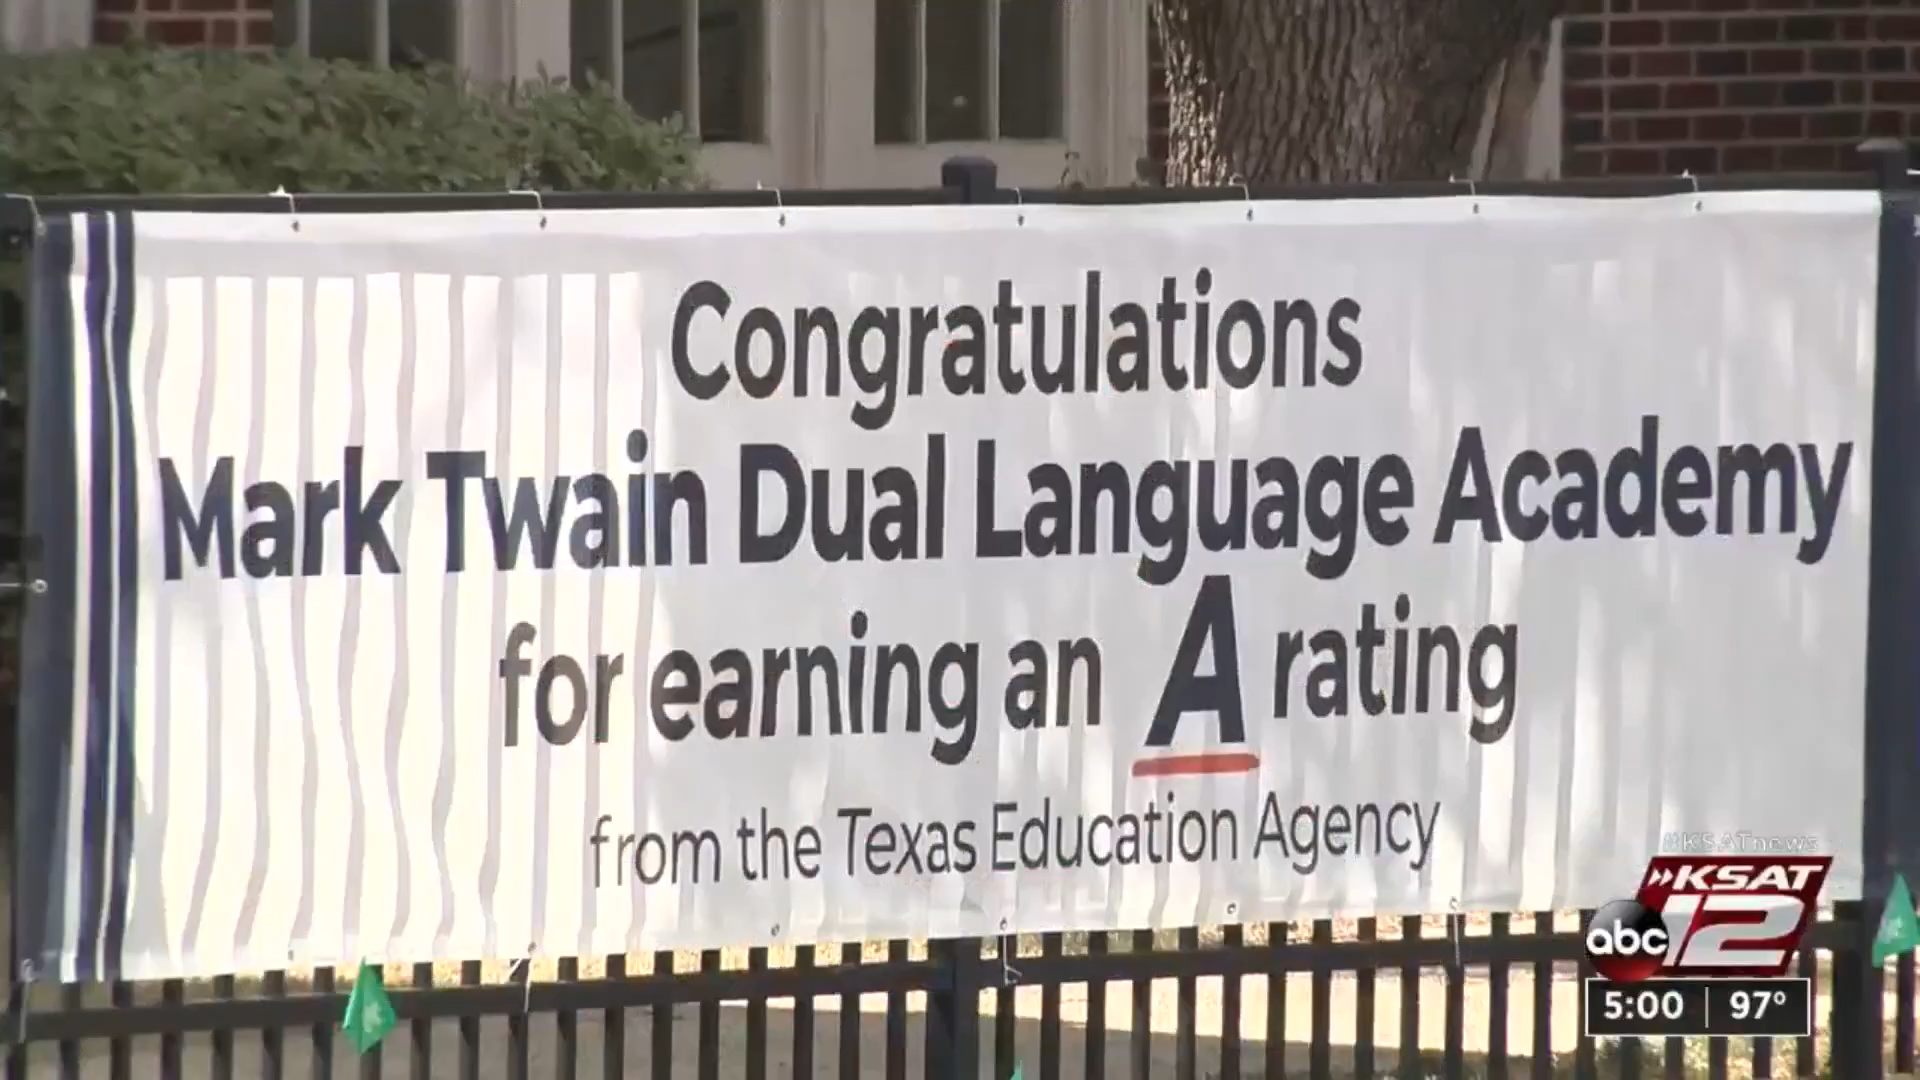 Congratulations
Mark Twain Dual Language Academy
for earning an A rating
from the Texas Education Agency
#KSATnews
»KSAT
abc 12
5:00 | 97°